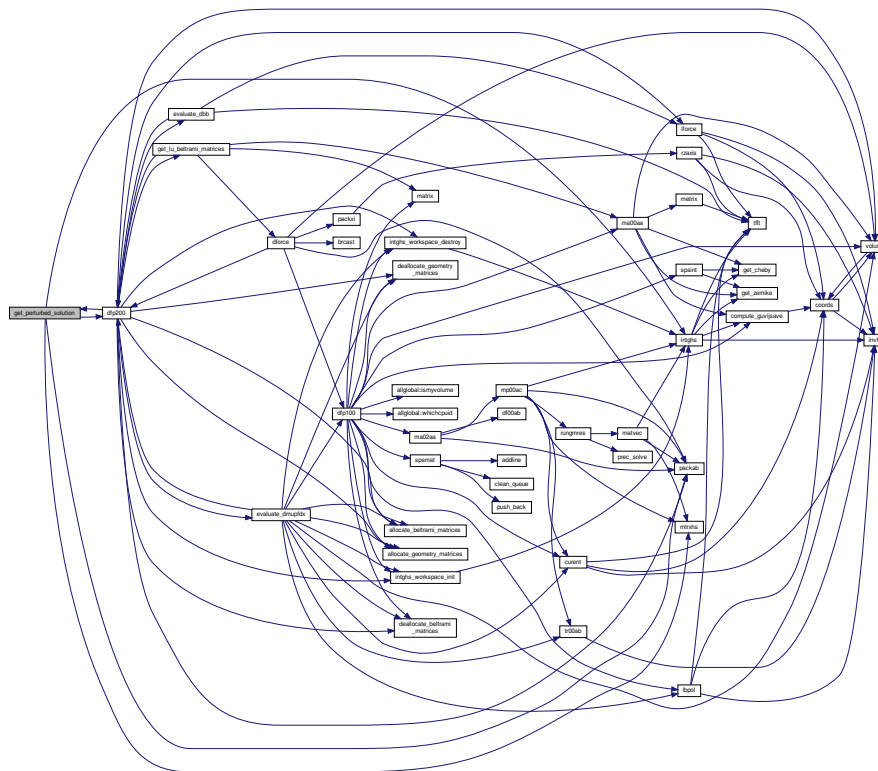 get_perturbed_solution
dfp200
evaluate_dbb
get_lu_beltrami_matrices
dforce
evaluate_dmupfdx
packxi
brcast
dfp100
matrix
intghs_workspace_destroy
deallocate_geometry
_matrices
allglobal::ismyvolume
allglobal::whichcpuid
ma02aa
spsmat
allocate_beltrami_matrices
allocate_geometry_matrices
intghs_workspace_init
deallocate_beltrami
_matrices
mp00ac
df00ab
addline
clean_queue
push_back
rungmres
curent
tr00ab
ma00aa
matvec
prec_solve
lforce
rzaxis
metrix
spsint
intghs
packab
mtrxhs
lbpol
tfft
get_cheby
get_zernike
compute_guvijsave
coords
volu
invf